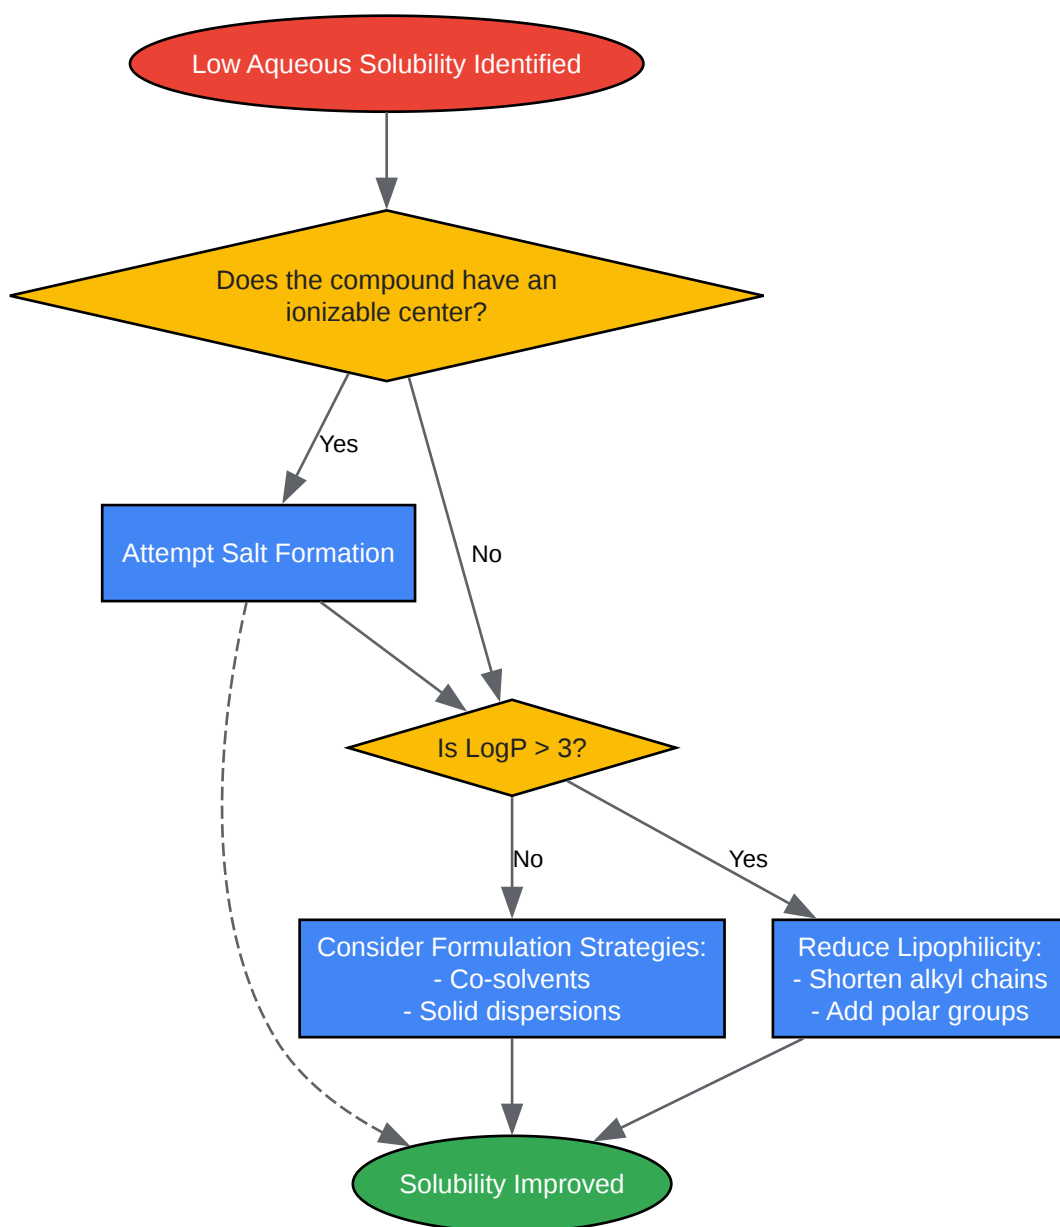 Low Aqueous Solubility Identified
Does the compound have an
ionizable center?
Yes
Attempt Salt Formation
No
Is LogP > 3?
No
Yes
Consider Formulation Strategies:
- Co-solvents
- Solid dispersions
Reduce Lipophilicity:
- Shorten alkyl chains
- Add polar groups
Solubility Improved